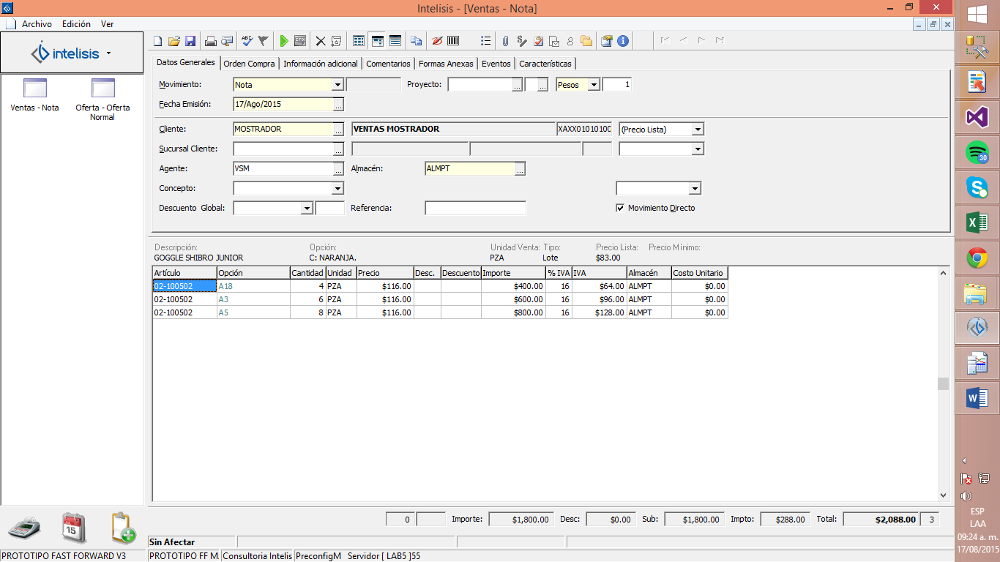 Intelisis - [Ventas - Nota]
Archivo Edición Ver
intelisis
Ventas - Nota
Oferta - Oferta Normal
Datos Generales Orden Compra Información adicional Comentarios Formas Anexas Eventos Características
Movimiento: Nota Proyecto: Pesos 1
Fecha Emisión: 17/Ago/2015
Cliente: MOSTRADOR VENTAS MOSTRADOR XAXX01010100 (Precio Lista)
Sucursal Cliente:
Agente: VSM Almacén: ALMPT
Concepto:
Descuento Global: Referencia: Movimiento Directo
Descripción: Opción: Unidad Venta: Tipo: Precio Lista: Precio Mínimo:
GOGGLE SHIBRO JUNIOR C: NARANJA. PZA Lote $83.00
Artículo Opción Cantidad Unidad Precio Desc. Descuento Importe % IVA IVA Almacén Costo Unitario
02-100502 A18 4 PZA $116.00 $400.00 16 $64.00 ALMPT $0.00
02-100502 A3 6 PZA $116.00 $600.00 16 $96.00 ALMPT $0.00
02-100502 A5 8 PZA $116.00 $800.00 16 $128.00 ALMPT $0.00
0 Importe: $1,800.00 Desc: $0.00 Sub: $1,800.00 Impto: $288.00 Total: $2,088.00 3
Sin Afectar
PROTOTIPO FAST FORWARD V3 PROTOTIPO FF M Consultoria Intelis PreconfigM Servidor [ LAB5 ]55
30
15
ESP
LAA
09:24 a. m.
17/08/2015